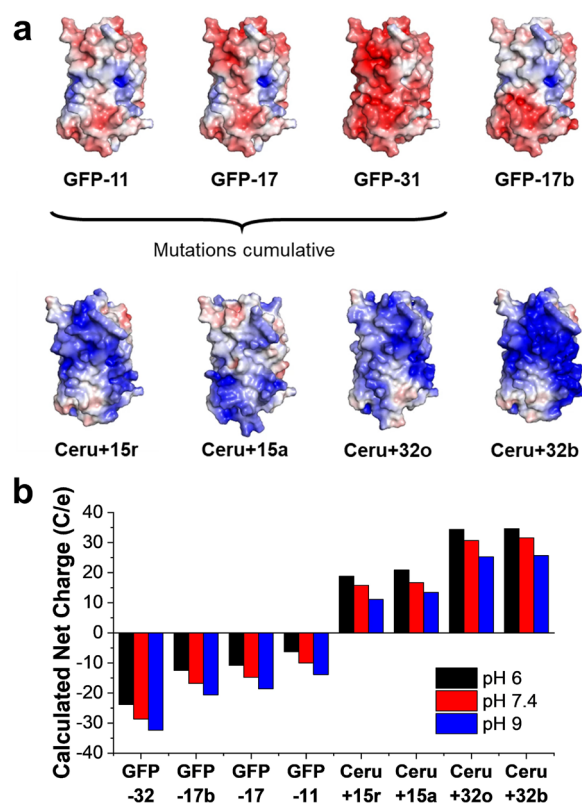 a
GFP-11 GFP-17 GFP-31 GFP-17b
Mutations cumulative
Ceru+15r Ceru+15a Ceru+32o Ceru+32b
b
Calculated Net Charge (C/e)
40
30
20
10
0
-10
-20
-30
-40
pH 6
pH 7.4
pH 9
GFP GFP GFP GFP Ceru Ceru Ceru Ceru
-32 -17b -17 -11 +15r +15a +32o +32b